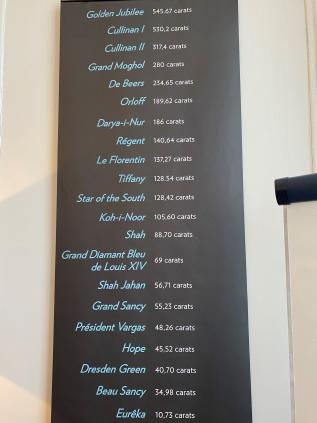 Golden Jubilee 545,67 carats
Cullinan I 530,2 carats
Cullinan II 317,4 carats
Grand Moghol 280 carats
De Beers 234,65 carats
Orloff 189,62 carats
Darya-i-Nur 186 carats
Régent 140,64 carats
Le Florentin 137,27 carats
Tiffany 128.54 carats
Star of the South 128,42 carats
Koh-i-Noor 105,60 carats
Shah 88,70 carats
Grand Diamant Bleu
de Louis XIV 69 carats
Shah Jahan 56,71 carats
Grand Sancy 55,23 carats
Président Vargas 48,26 carats
Hope 45,52 carats
Dresden Green 40,70 carats
Beau Sancy 34,98 carats
Eurêka 10,73 carats